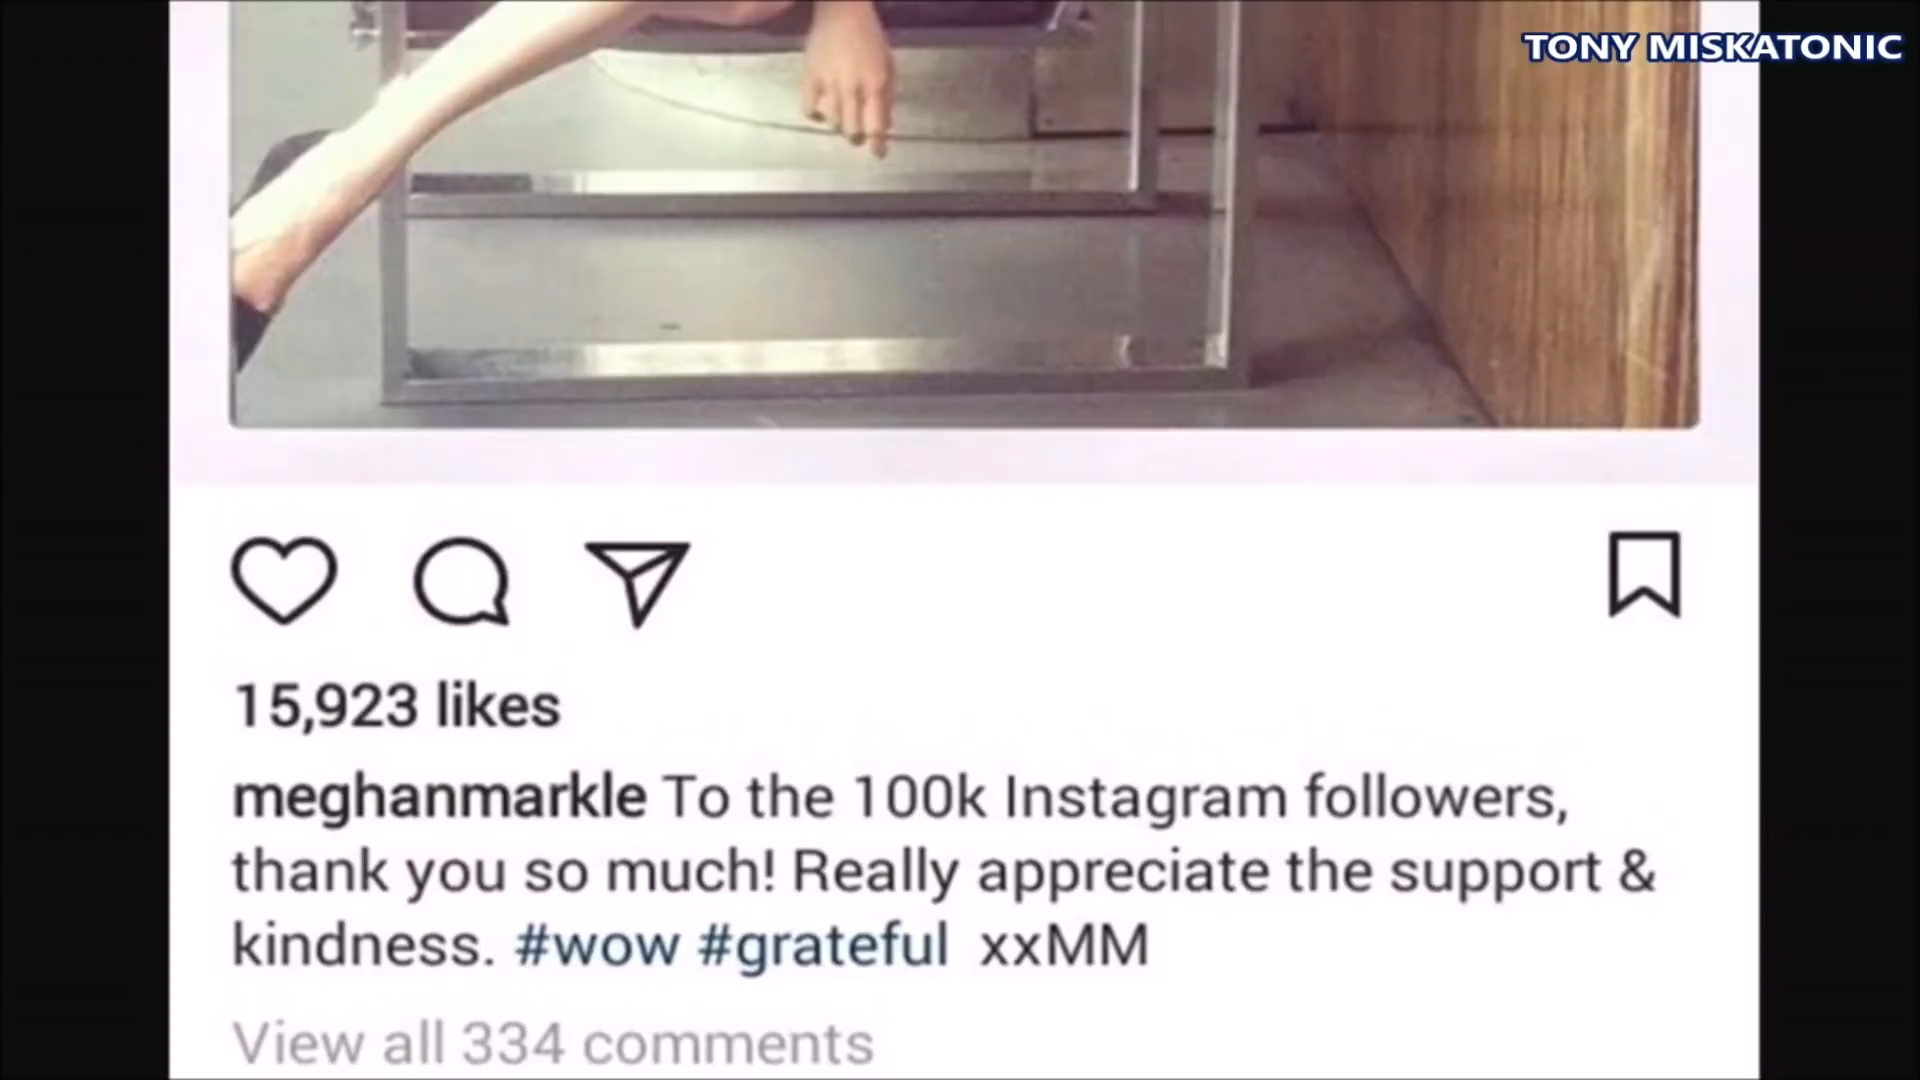 TONY MISKATONIC
15,923 likes
meghanmarkle To the 100k Instagram followers,
thank you so much! Really appreciate the support &
kindness. #wow #grateful xxMM
View all 334 comments